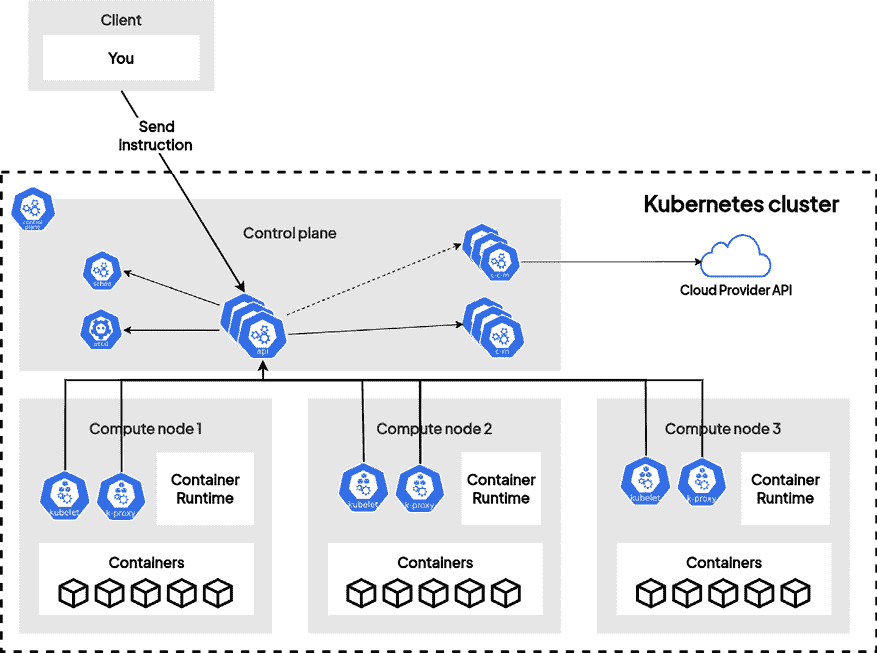 Client
You
Send
instruction
Kubernetes cluster
control
plane
Control plane
sched
etcd
api
c-c-m
c-m
Cloud Provider API
Compute node 1
kubelet
k-proxy
Container
Runtime
Containers
Compute node 2
kubelet
k-proxy
Container
Runtime
Containers
Compute node 3
kubelet
k-proxy
Container
Runtime
Containers